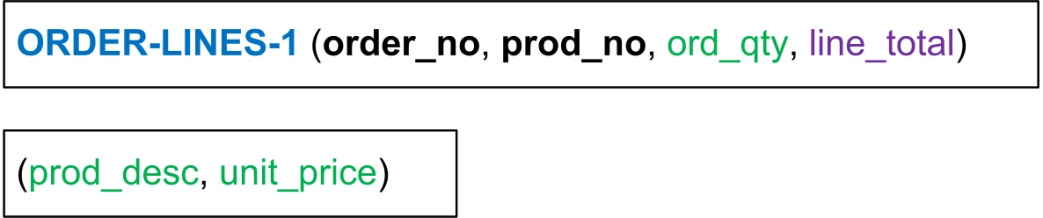 ORDER-LINES-1 (order_no, prod_no, ord_qty, line_total)
(prod_desc, unit_price)